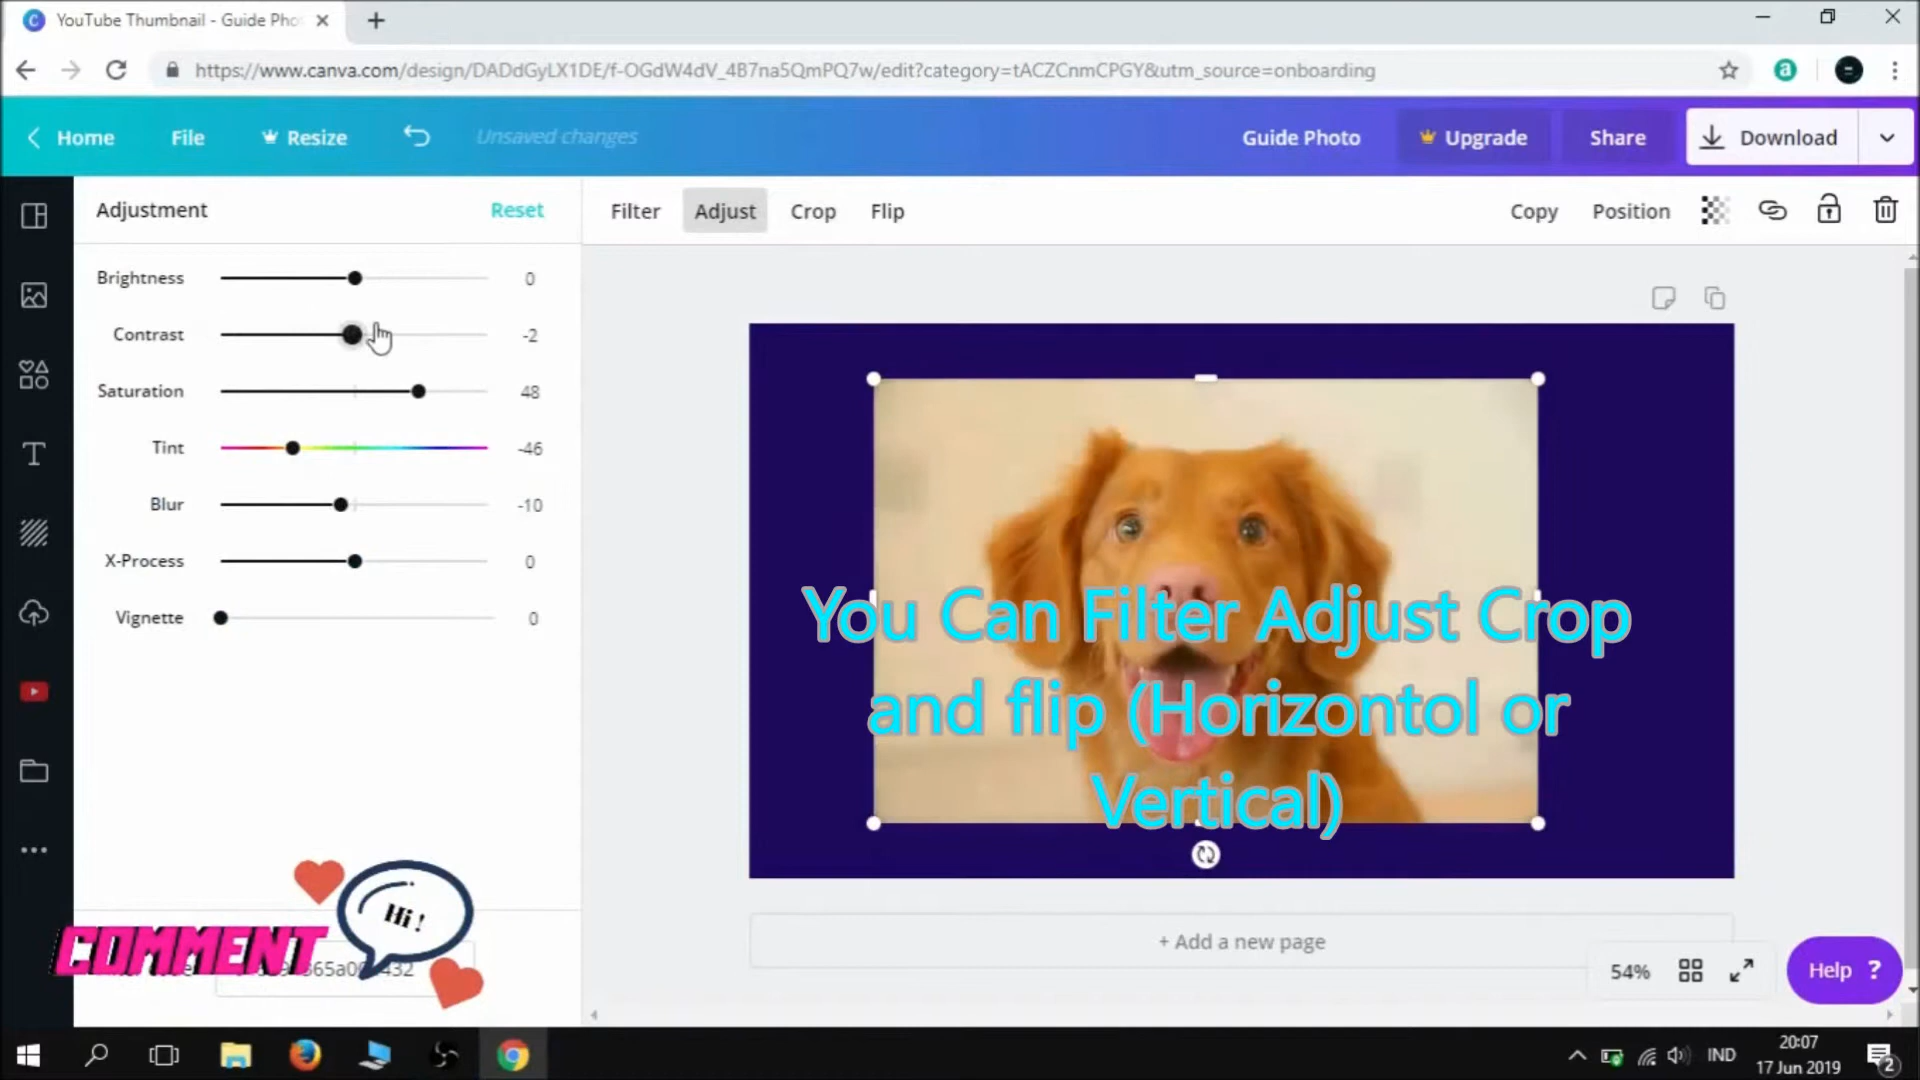 YouTube Thumbnail - Guide Pho
https://www.canva.com/design/DADdGyLX1DE/f-OGdW4dV_4B7na5QmPQ7w/edit?category=tACZCnmCPGY&utm_source=onboarding
Home File Resize Unsaved changes Guide Photo Upgrade Share Download
Adjustment Reset Filter Adjust Crop Flip Copy Position
Brightness 0
Contrast -2
Saturation 48
Tint -46
Blur -10
X-Process 0
Vignette 0
You Can Filter Adjust Crop
and flip (Horizontol or
Vertical)
Hi !
COMMENT
+ Add a new page
54% Help ?
IND
20:07
17 Jun 2019
2